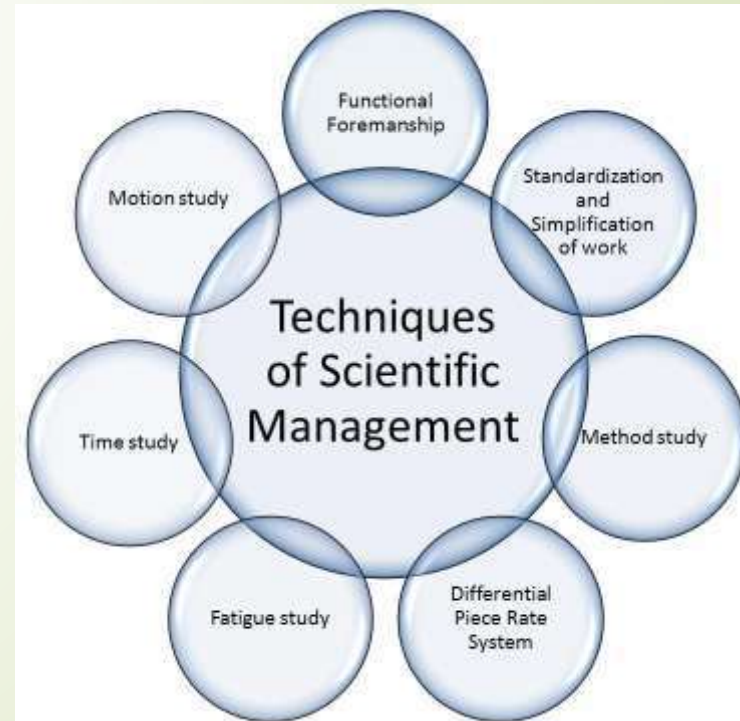 Functional
Foremanship
Standardization
and
Simplification
of work
Method study
Differential
Piece Rate
System
Fatigue study
Time study
Motion study
Techniques
of Scientific
Management